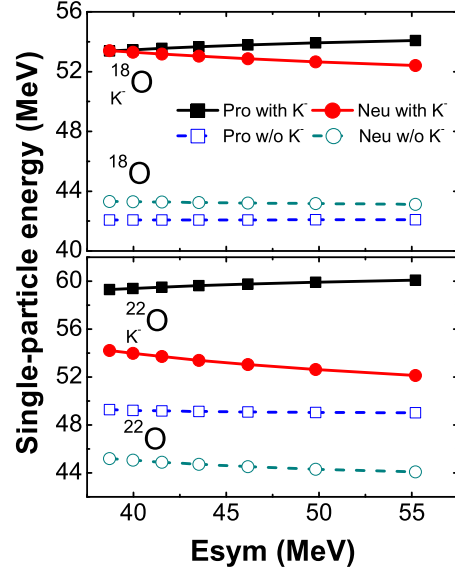 Single-particle energy (MeV)
56
52
48
44
40
18
K⁻
O
Pro with K⁻
Neu with K⁻
Pro w/o K⁻
Neu w/o K⁻
18
O
60
56
52
48
44
22
K⁻
O
22
O
40
45
50
55
Esym (MeV)